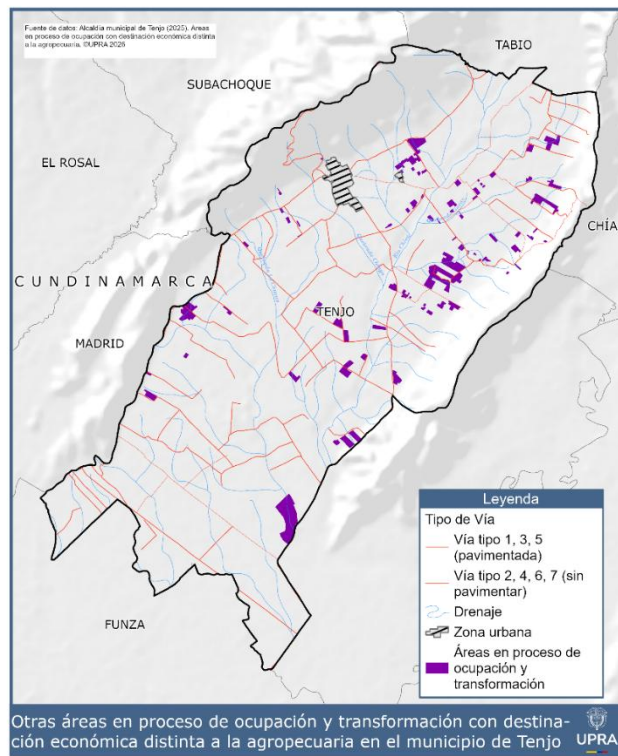 Fuente de datos: Alcaldía municipal de Tenjo (2025). Áreas
en proceso de ocupación con destinación económica distinta
a la agropecuaria. ©UPRA 2026
TABIO
SUBACHOQUE
EL ROSAL
CHÍA
CUNDINAMARCA
TENJO
MADRID
FUNZA
Leyenda
Tipo de Vía
Vía tipo 1, 3, 5
(pavimentada)
Vía tipo 2, 4, 6, 7 (sin
pavimentar)
Drenaje
Zona urbana
Áreas en proceso de
ocupación y
transformación
Otras áreas en proceso de ocupación y transformación con destina-
ción económica distinta a la agropecuaria en el municipio de Tenjo
UPRA